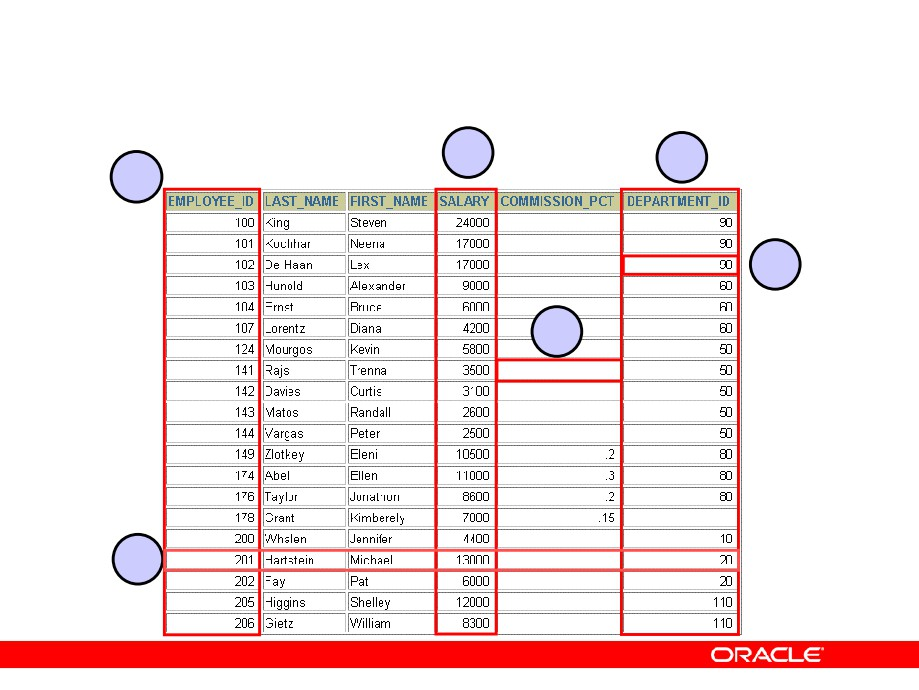 EMPLOYEE_ID LAST_NAME FIRST_NAME SALARY COMMISSION_PCT DEPARTMENT_ID
100 King Steven 24000 90
101 Kochhar Neena 17000 90
102 De Haan Lex 17000 90
103 Hunold Alexander 9000 60
104 Ernst Bruce 6000 60
107 Lorentz Diana 4200 60
124 Mourgos Kevin 5800 50
141 Rajs Trenna 3500 50
142 Davies Curtis 3100 50
143 Matos Randall 2600 50
144 Vargas Peter 2500 50
149 Zlotkey Eleni 10500 .2 80
174 Abel Ellen 11000 .3 80
176 Taylor Jonathon 8600 .2 80
178 Grant Kimberely 7000 .15
200 Whalen Jennifer 4400 10
201 Hartstein Michael 13000 20
202 Fay Pat 6000 20
205 Higgins Shelley 12000 110
206 Gietz William 8300 110
ORACLE